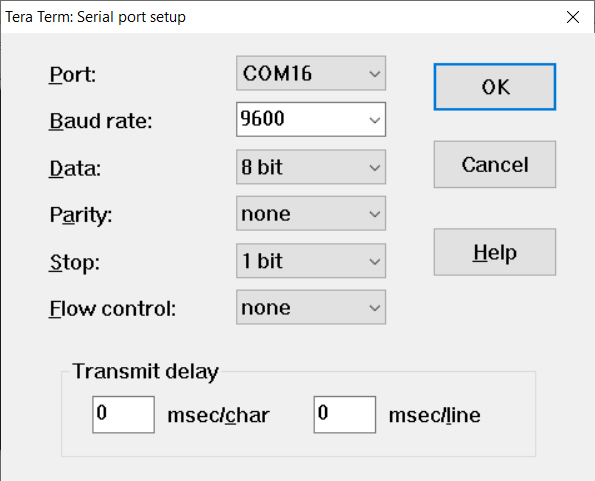 Tera Term: Serial port setup
Port: COM16
OK
Baud rate: 9600
Data: 8 bit
Cancel
Parity: none
Stop: 1 bit
Help
Flow control: none
Transmit delay
0 msec/char 0 msec/line